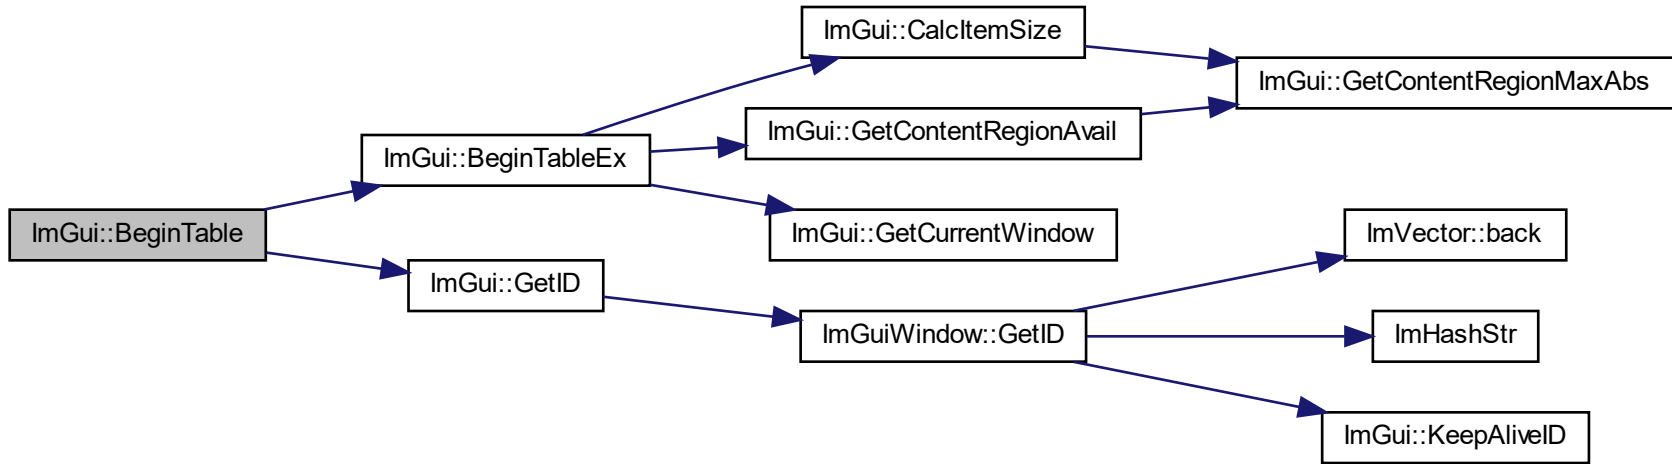 ImGui::BeginTable
ImGui::BeginTableEx
ImGui::CalcItemSize
ImGui::GetContentRegionMaxAbs
ImGui::GetContentRegionAvail
ImGui::GetCurrentWindow
ImGui::GetID
ImGuiWindow::GetID
ImVector::back
ImHashStr
ImGui::KeepAliveID